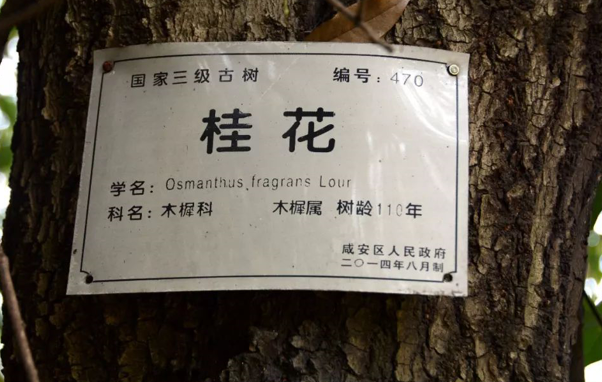 国家三级古树 编号：470
桂花
学名：Osmanthus fragrans Lour
科名：木樨科 木樨属 树龄110年
咸安区人民政府
二〇一四年八月制